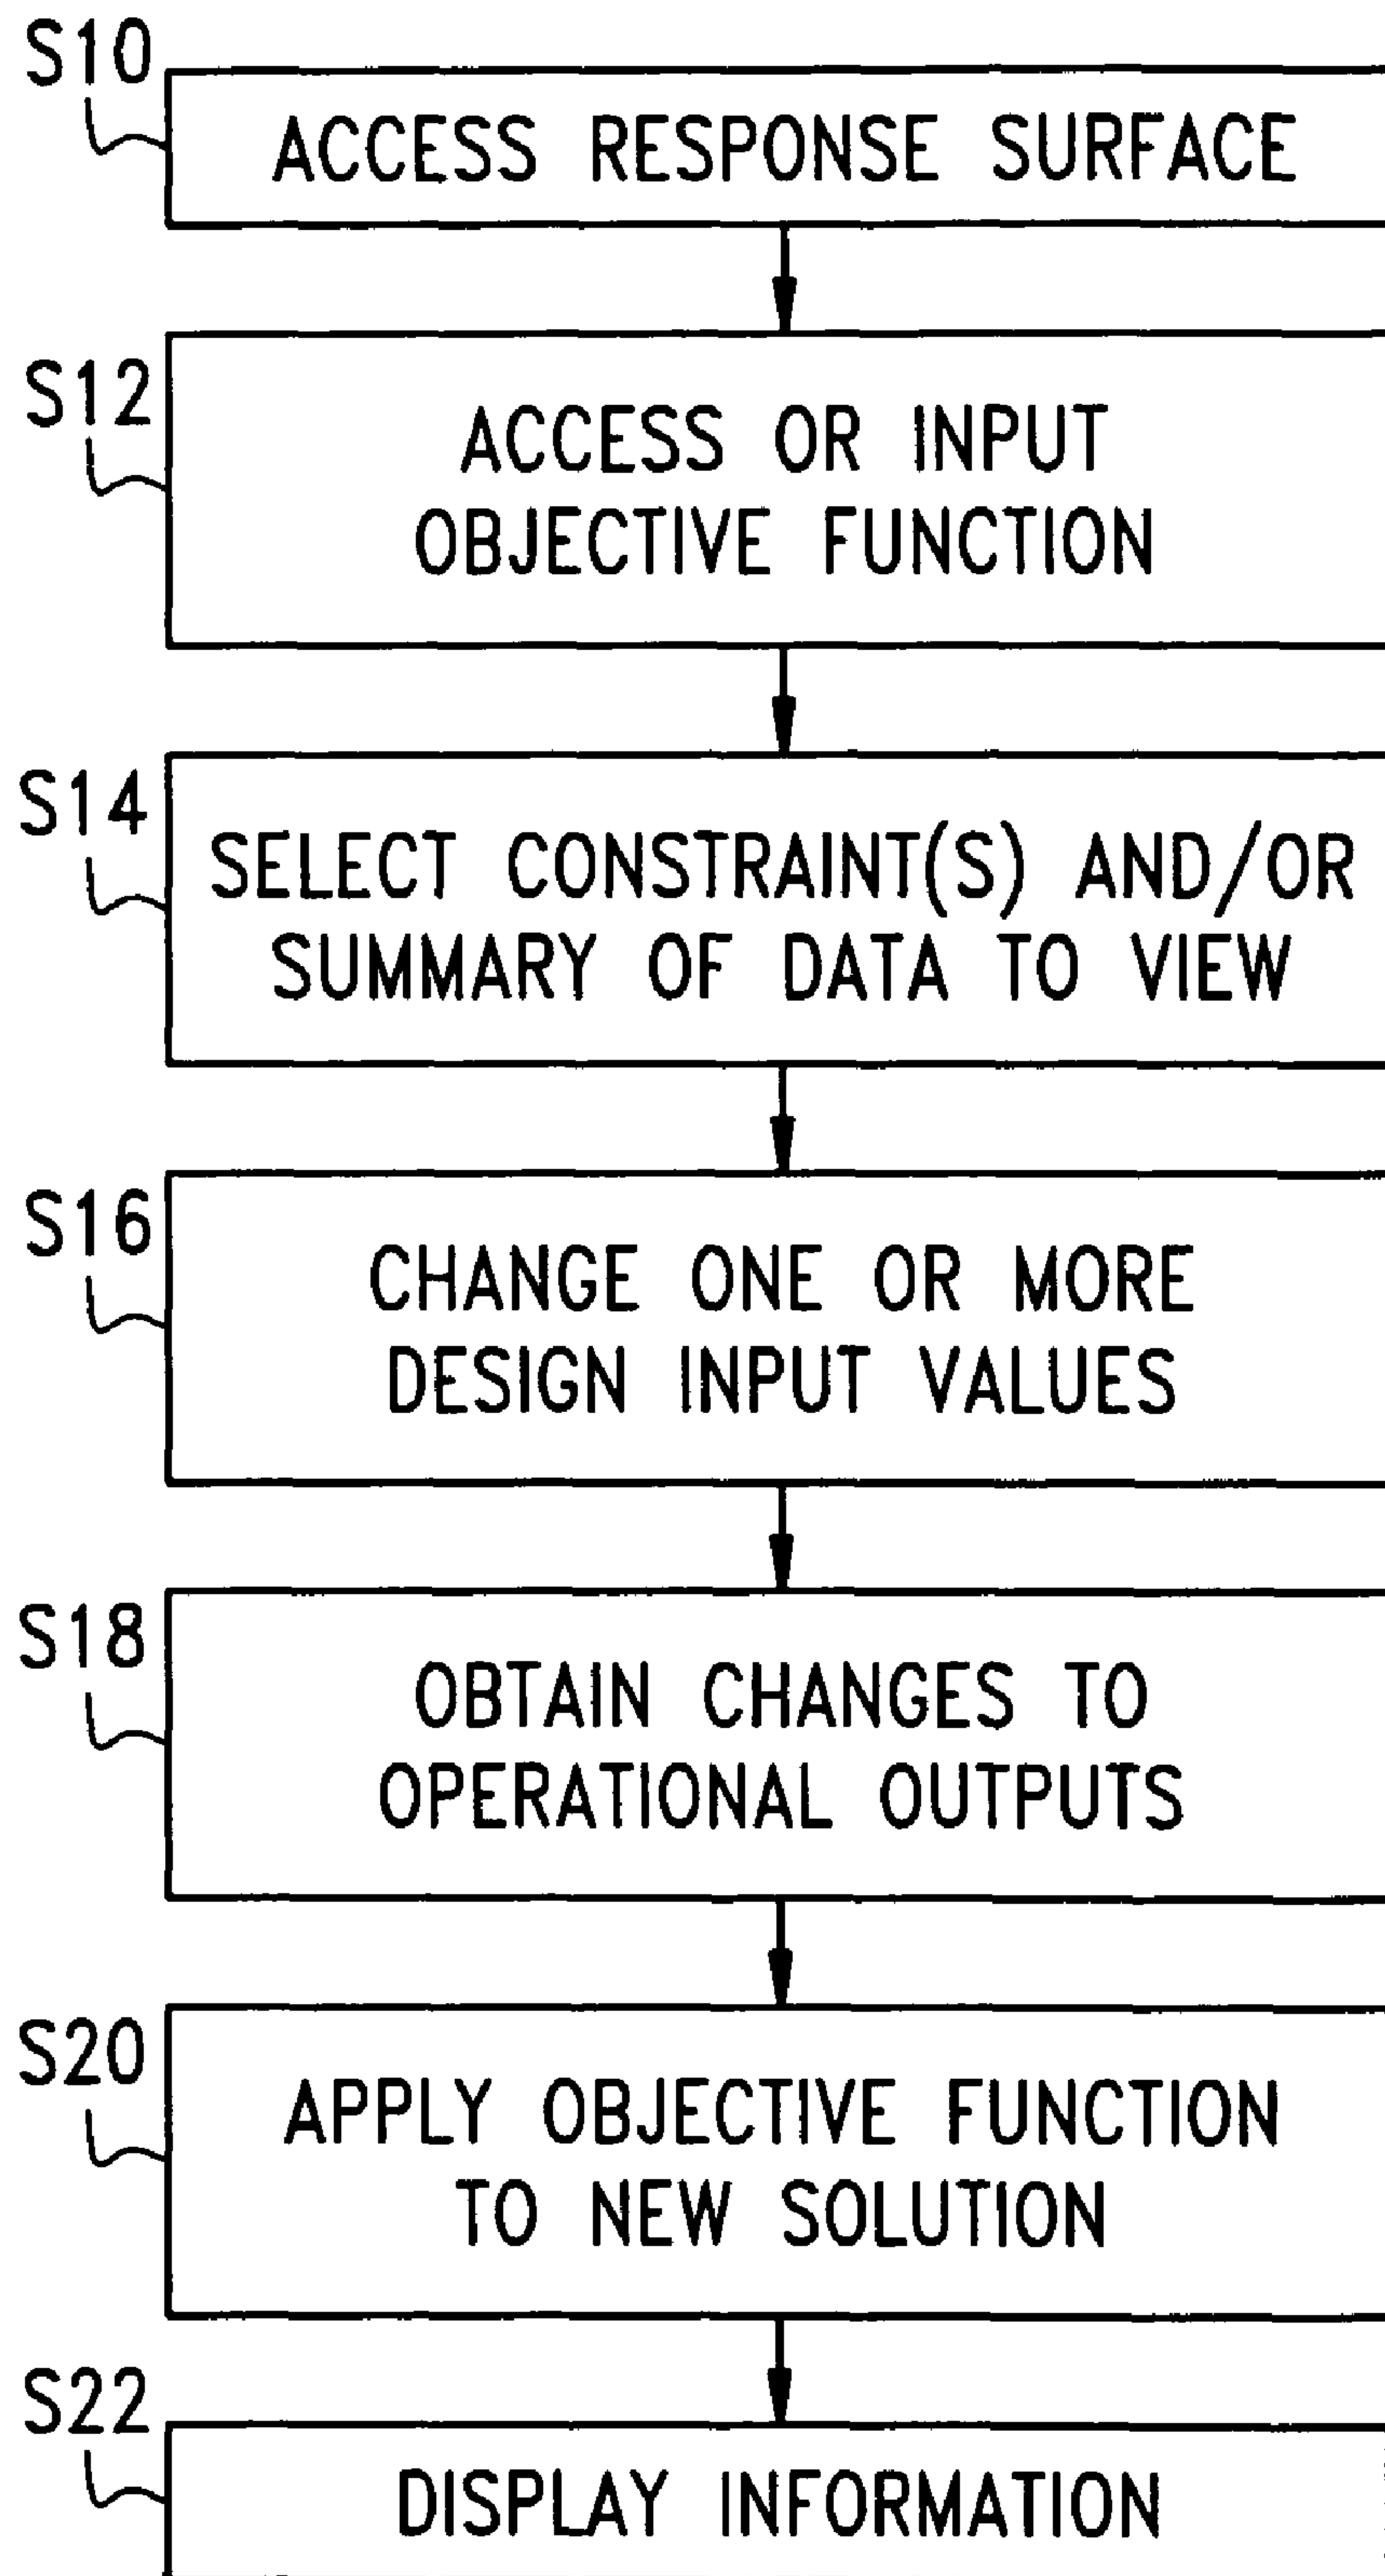 S10
ACCESS RESPONSE SURFACE
S12
ACCESS OR INPUT
OBJECTIVE FUNCTION
S14
SELECT CONSTRAINT(S) AND/OR
SUMMARY OF DATA TO VIEW
S16
CHANGE ONE OR MORE
DESIGN INPUT VALUES
S18
OBTAIN CHANGES TO
OPERATIONAL OUTPUTS
S20
APPLY OBJECTIVE FUNCTION
TO NEW SOLUTION
S22
DISPLAY INFORMATION